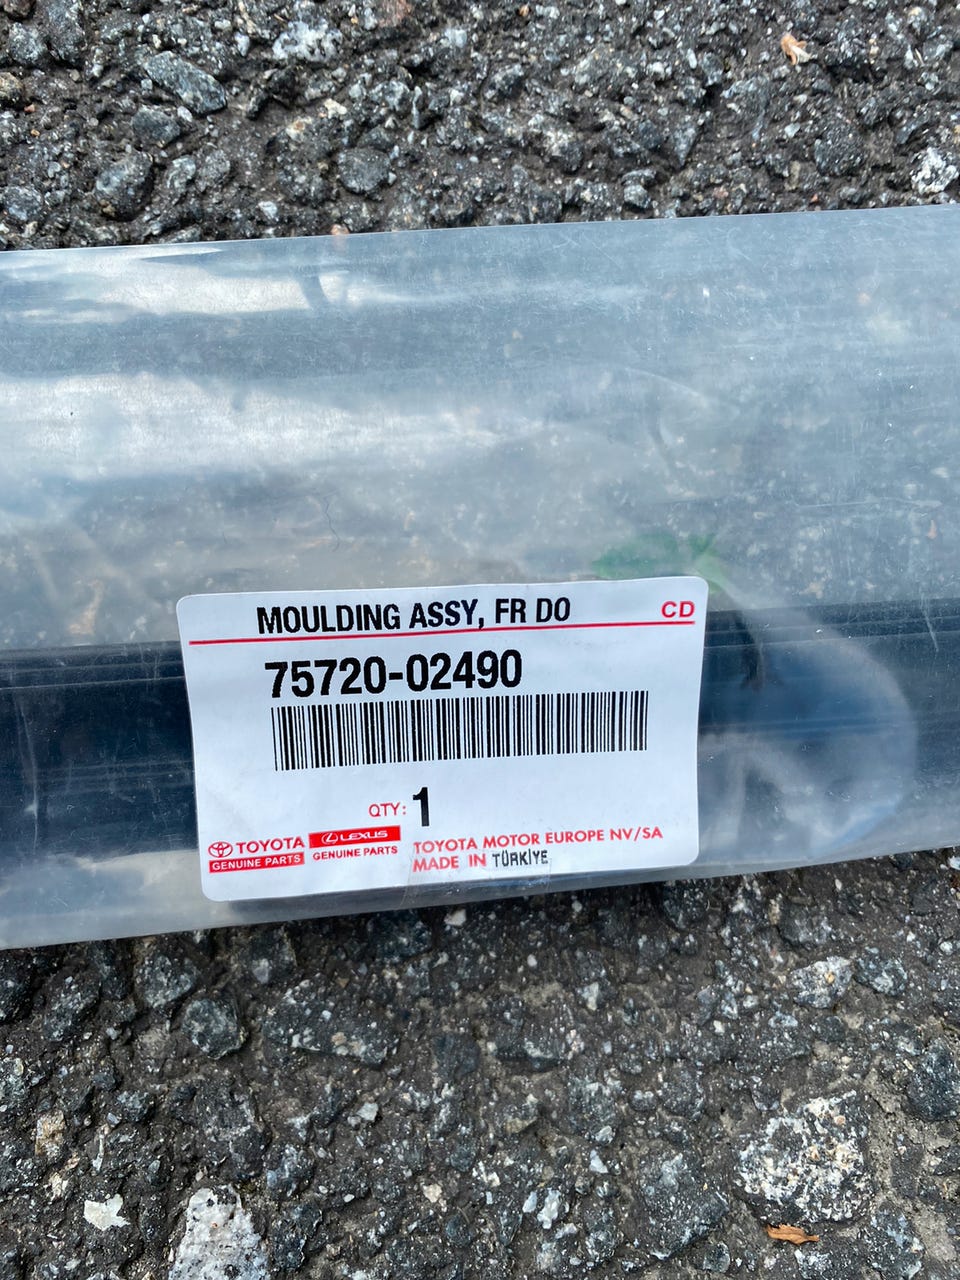 MOULDING ASSY, FR DO CD
75720-02490
QTY: 1
TOYOTA
GENUINE PARTS
LEXUS
GENUINE PARTS
TOYOTA MOTOR EUROPE NV/SA
MADE IN TÜRKİYE